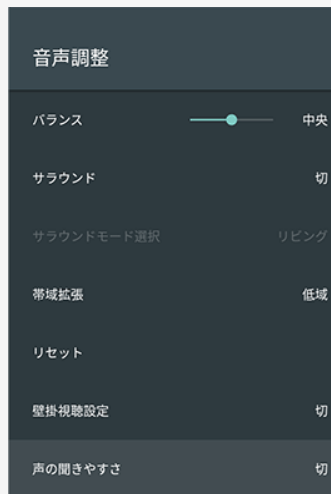 音声調整
バランス 中央
サラウンド 切
サラウンドモード選択 リビング
帯域拡張 低域
リセット
壁掛視聴設定 切
声の聞きやすさ 切